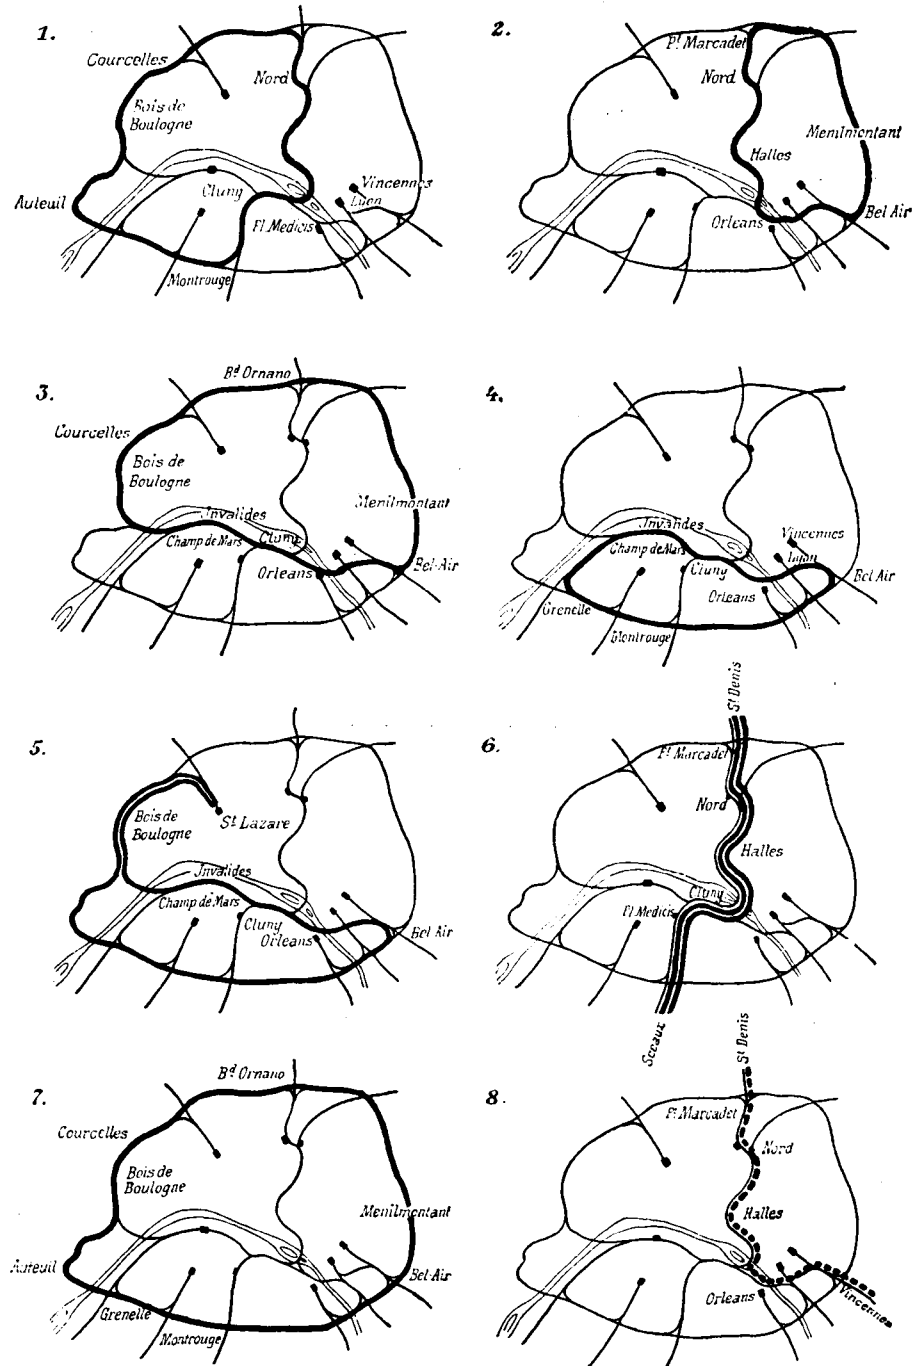 1.
Courcelles
Nord
Bois de
Boulogne
Auteuil
Cluny
Vincennes
Lyon
Pl. Medicis
Montrouge
2.
Pt. Marcadet
Nord
Menilmontant
Halles
Orleans
Bel Air
3.
Bd Ornano
Courcelles
Bois de
Boulogne
Menilmontant
Invalides
Champ de Mars
Cluny
Orleans
Bel-Air
4.
Invalides
Vincennes
Champ de Mars
Lyon
Cluny
Bel Air
Orleans
Grenelle
Montrouge
5.
Bois de
Boulogne
St. Lazare
Invalides
Champ de Mars
Cluny
Orleans
Bel Air
6.
St Denis
Pt. Marcadet
Nord
Halles
Cluny
Pl. Medicis
Sceaux
7.
Bd Ornano
Courcelles
Bois de
Boulogne
Menilmontant
Auteuil
Bel-Air
Grenelle
Montrouge
8.
St Denis
Pt. Marcadet
Nord
Halles
Orleans
Vincennes